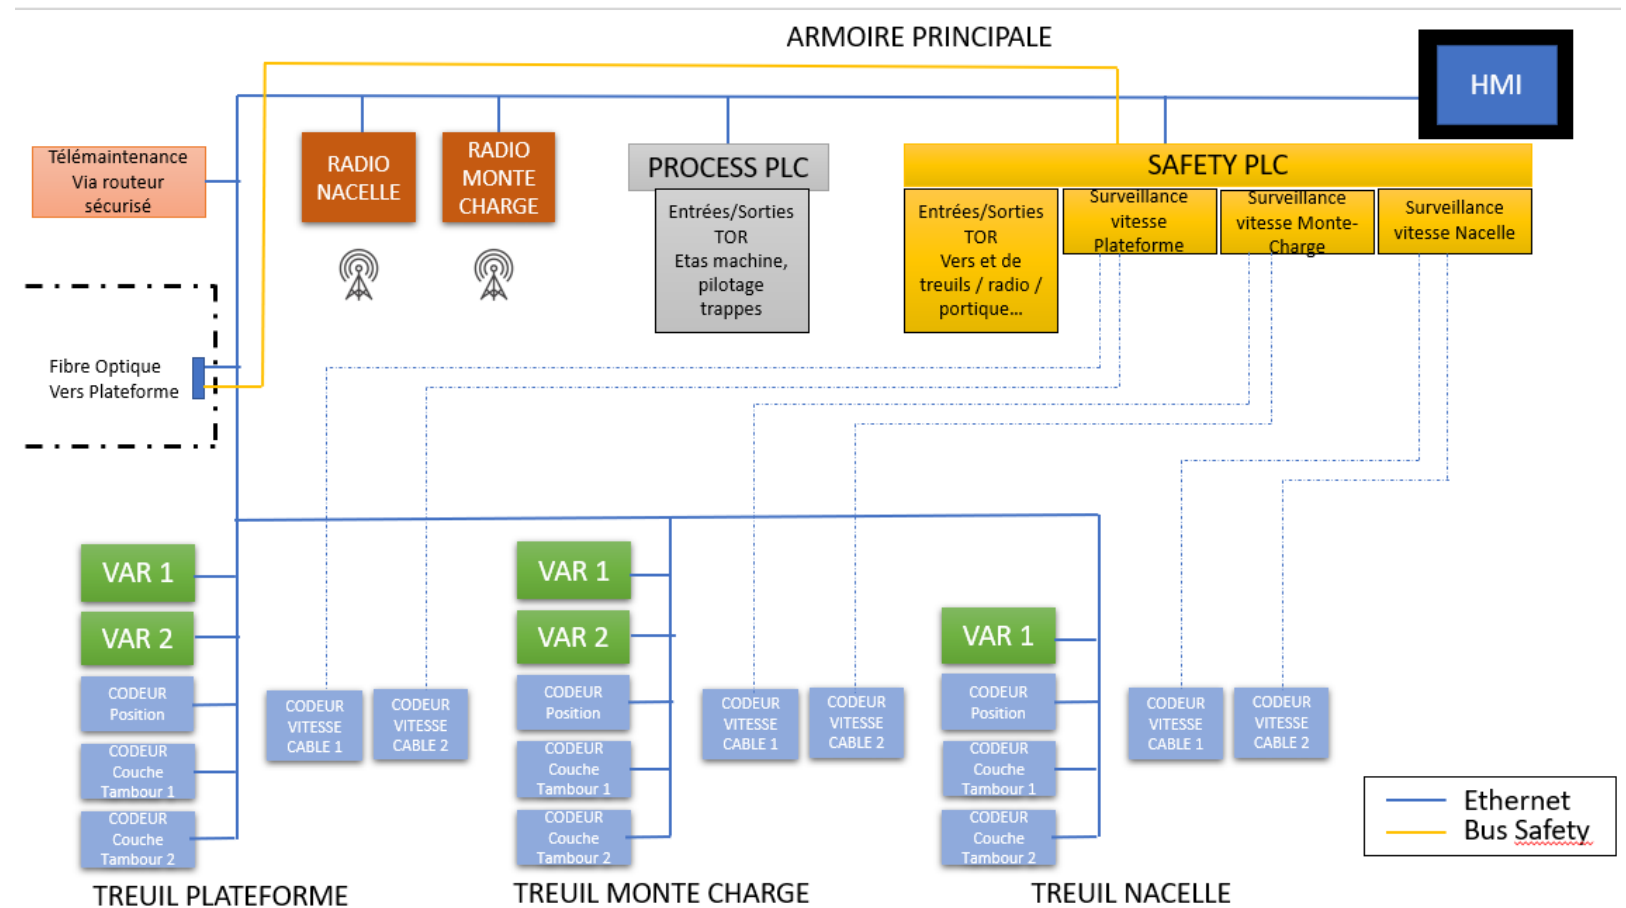 ARMOIRE PRINCIPALE
HMI
Télémaintenance
Via routeur
sécurisé
RADIO
NACELLE
RADIO
MONTE
CHARGE
PROCESS PLC
Entrées/Sorties
TOR
Etas machine,
pilotage
trappes
SAFETY PLC
Entrées/Sorties
TOR
Vers et de
treuils / radio /
portique...
Surveillance
vitesse
Plateforme
Surveillance
vitesse Monte-
Charge
Surveillance
vitesse Nacelle
Fibre Optique
Vers Plateforme
VAR 1
VAR 2
CODEUR
Position
CODEUR
Couche
Tambour 1
CODEUR
Couche
Tambour 2
CODEUR
VITESSE
CABLE 1
CODEUR
VITESSE
CABLE 2
TREUIL PLATEFORME
VAR 1
VAR 2
CODEUR
Position
CODEUR
Couche
Tambour 1
CODEUR
Couche
Tambour 2
CODEUR
VITESSE
CABLE 1
CODEUR
VITESSE
CABLE 2
TREUIL MONTE CHARGE
VAR 1
CODEUR
Position
CODEUR
Couche
Tambour 1
CODEUR
Couche
Tambour 2
CODEUR
VITESSE
CABLE 1
CODEUR
VITESSE
CABLE 2
TREUIL NACELLE
Ethernet
Bus Safety